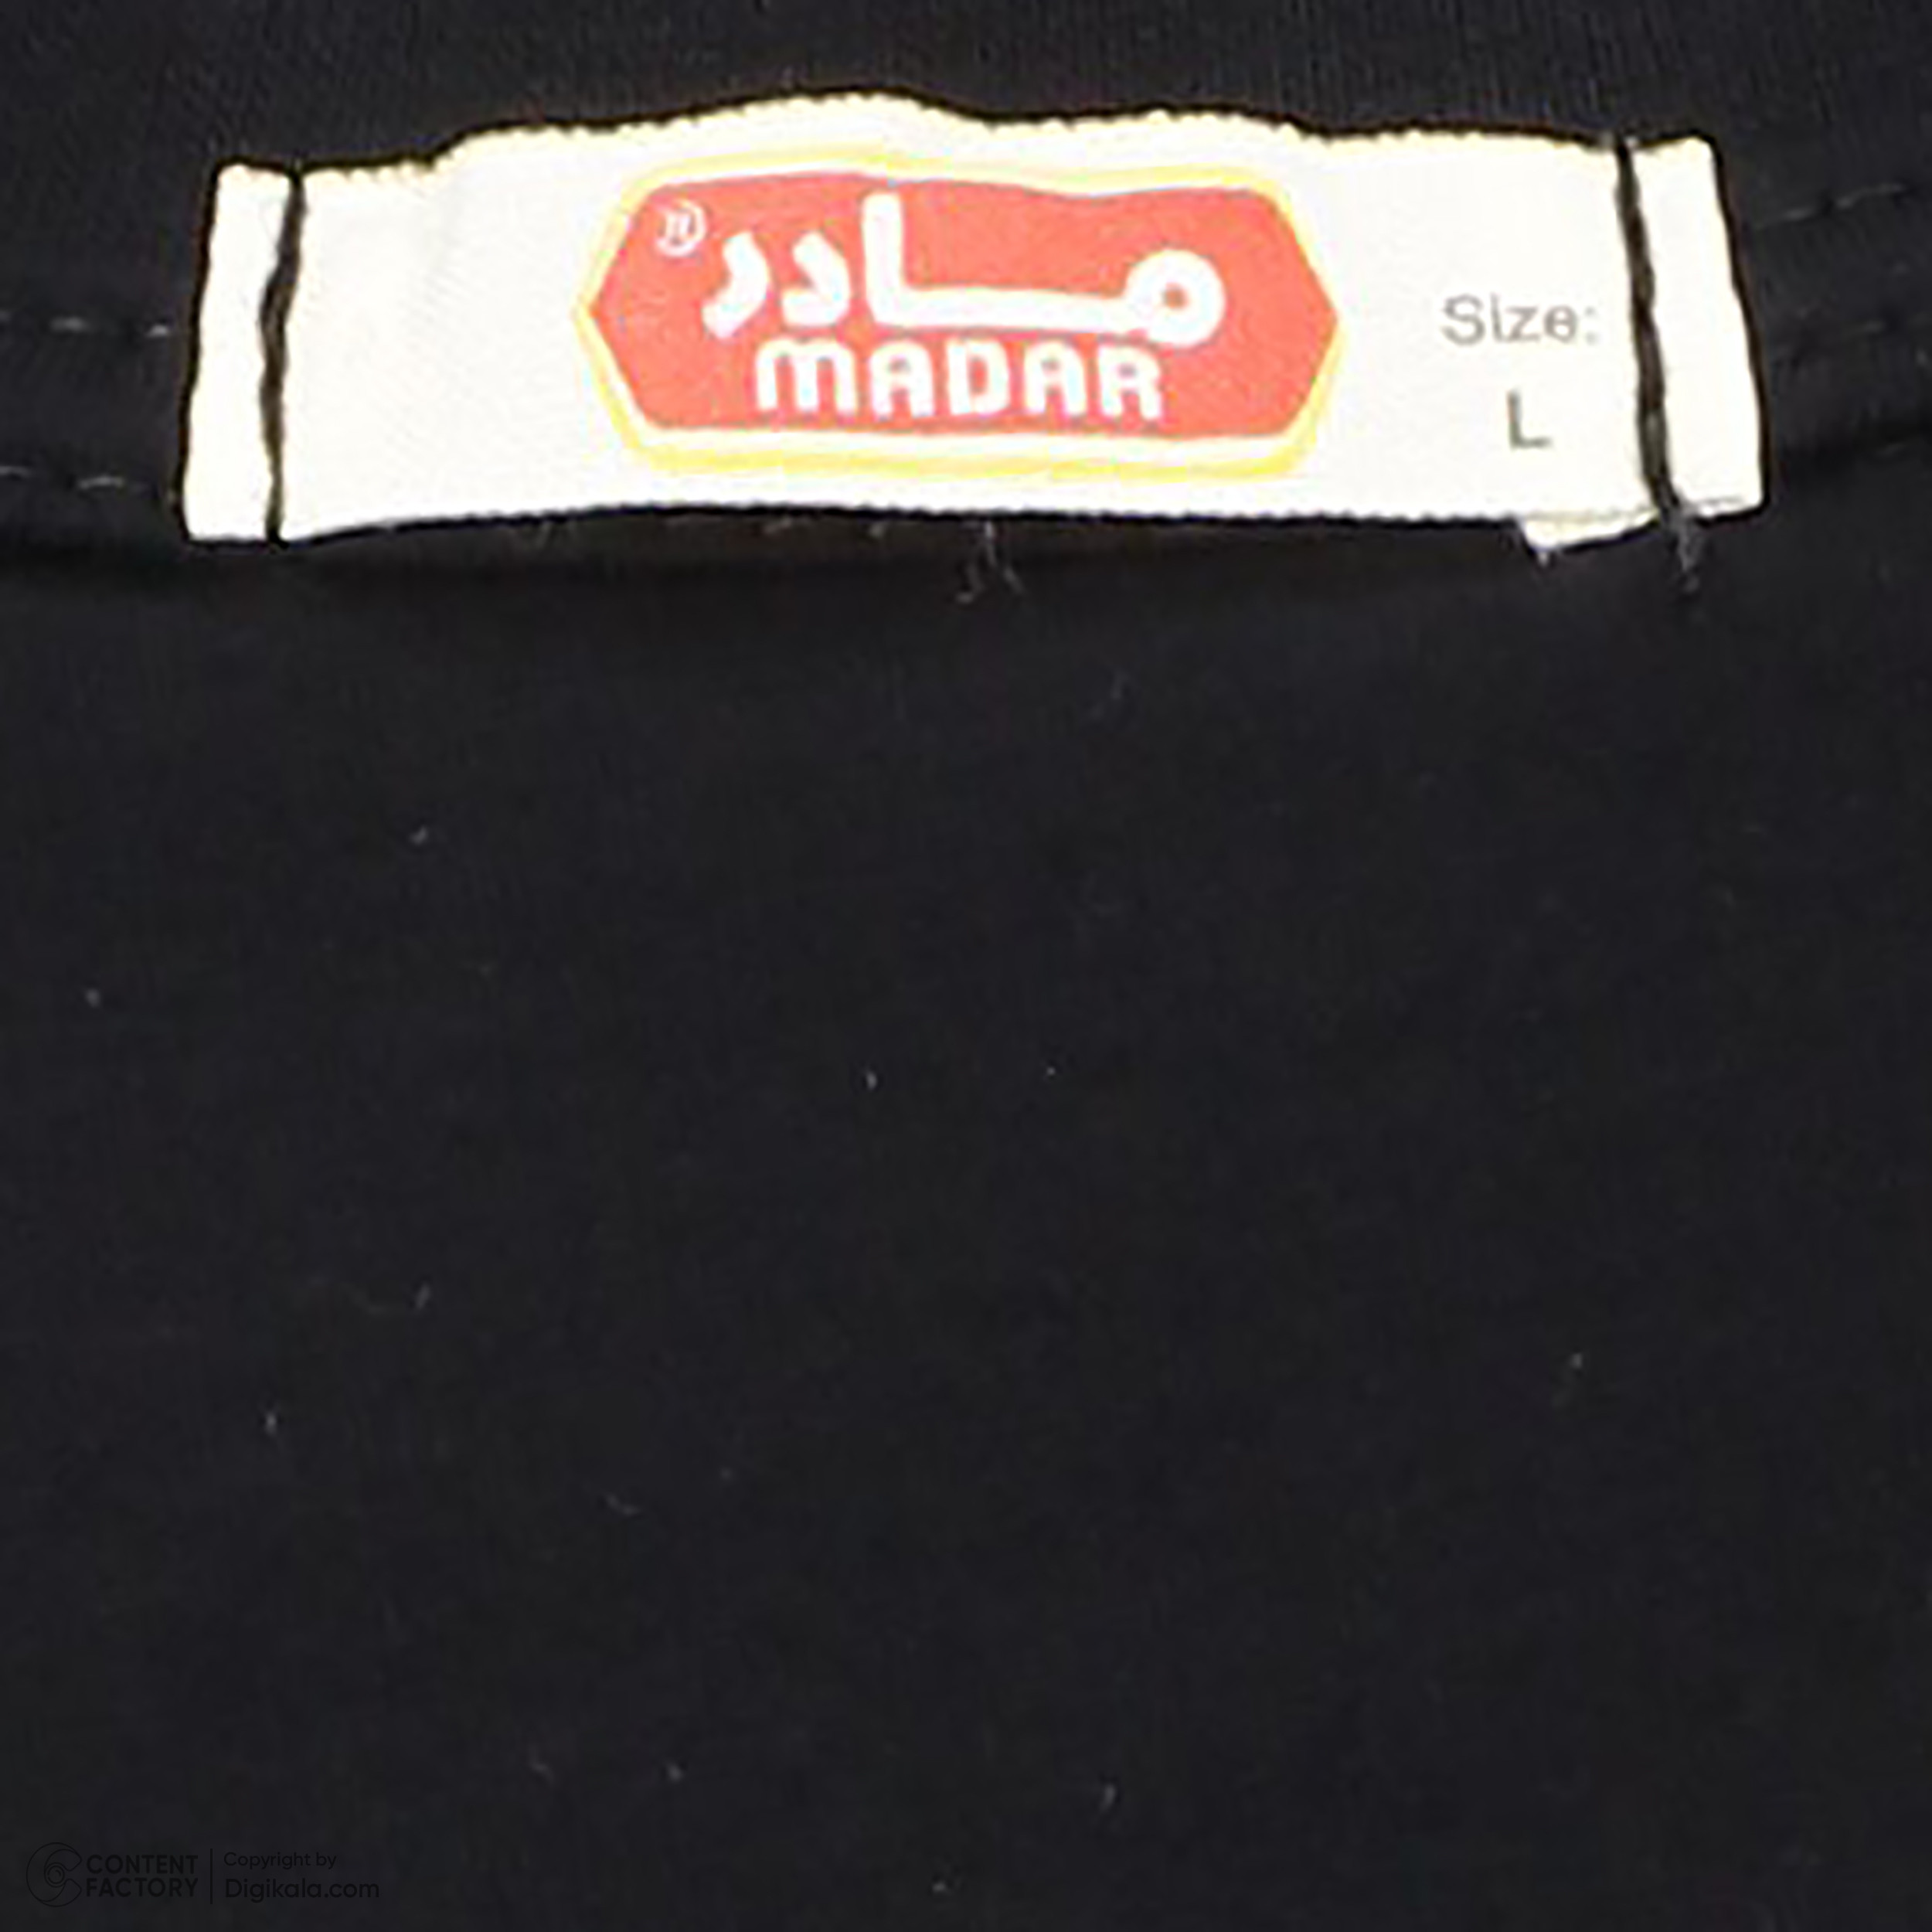 مادر
MADAR
Size:
L
CONTENT
FACTORY
Copyright by
Digikala.com